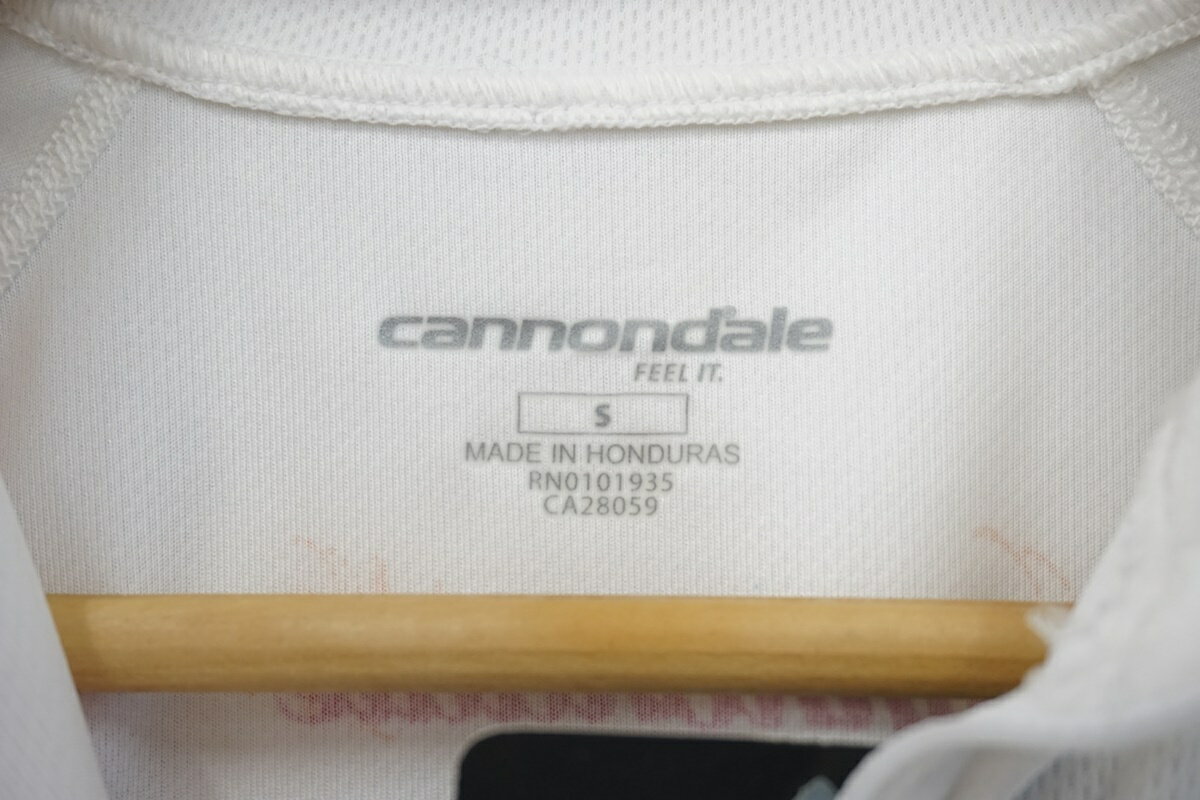 cannondale
FEEL IT.
S
MADE IN HONDURAS
RN0101935
CA28059